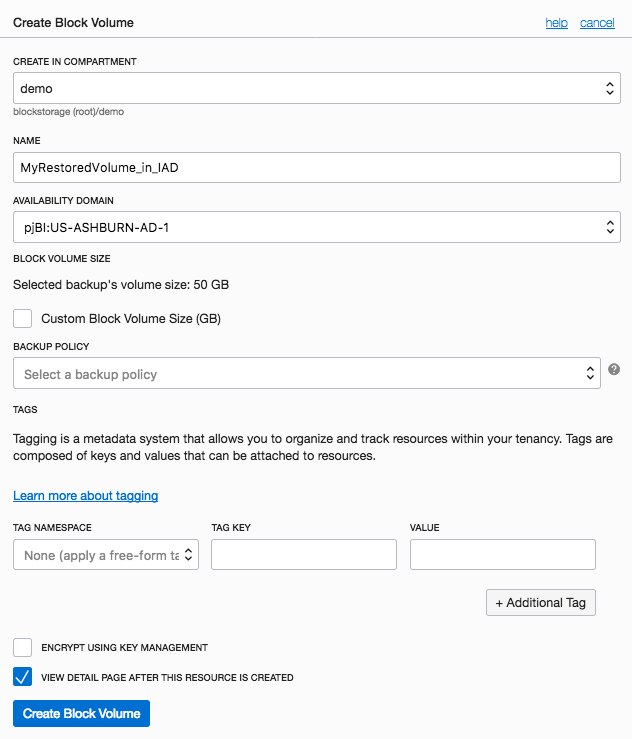 Create Block Volume help cancel
CREATE IN COMPARTMENT
demo
blockstorage (root)/demo
NAME
MyRestoredVolume_in_IAD
AVAILABILITY DOMAIN
pjBI:US-ASHBURN-AD-1
BLOCK VOLUME SIZE
Selected backup's volume size: 50 GB
Custom Block Volume Size (GB)
BACKUP POLICY
Select a backup policy
TAGS
Tagging is a metadata system that allows you to organize and track resources within your tenancy. Tags are
composed of keys and values that can be attached to resources.
Learn more about tagging
TAG NAMESPACE TAG KEY VALUE
None (apply a free-form ta
+ Additional Tag
ENCRYPT USING KEY MANAGEMENT
VIEW DETAIL PAGE AFTER THIS RESOURCE IS CREATED
Create Block Volume